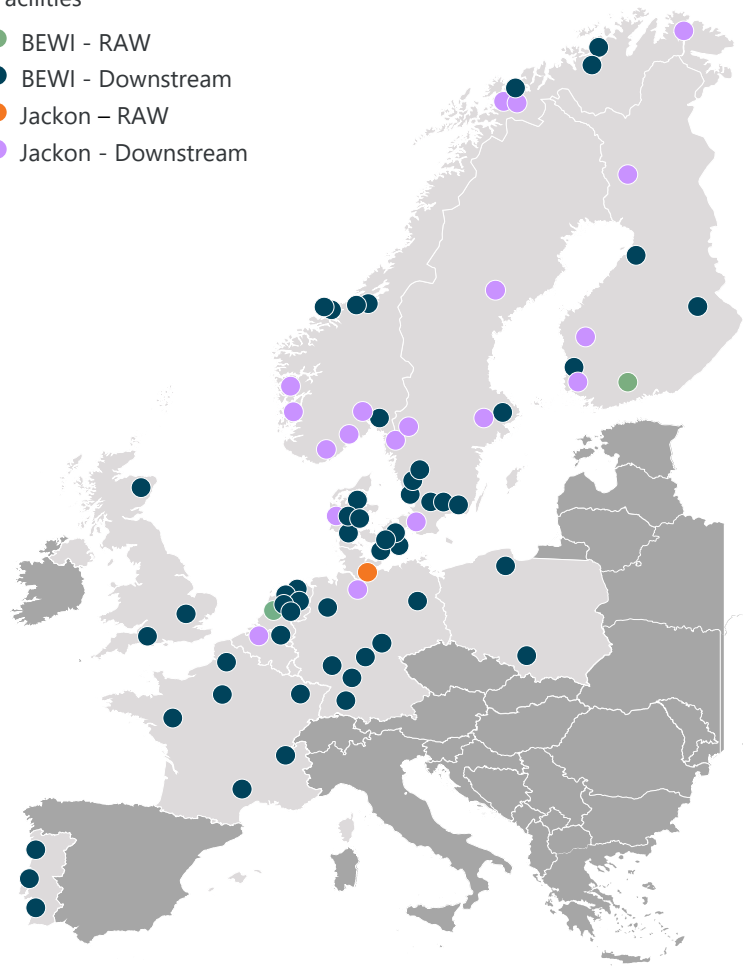 BEWI - RAW
BEWI - Downstream
Jackon – RAW
Jackon - Downstream